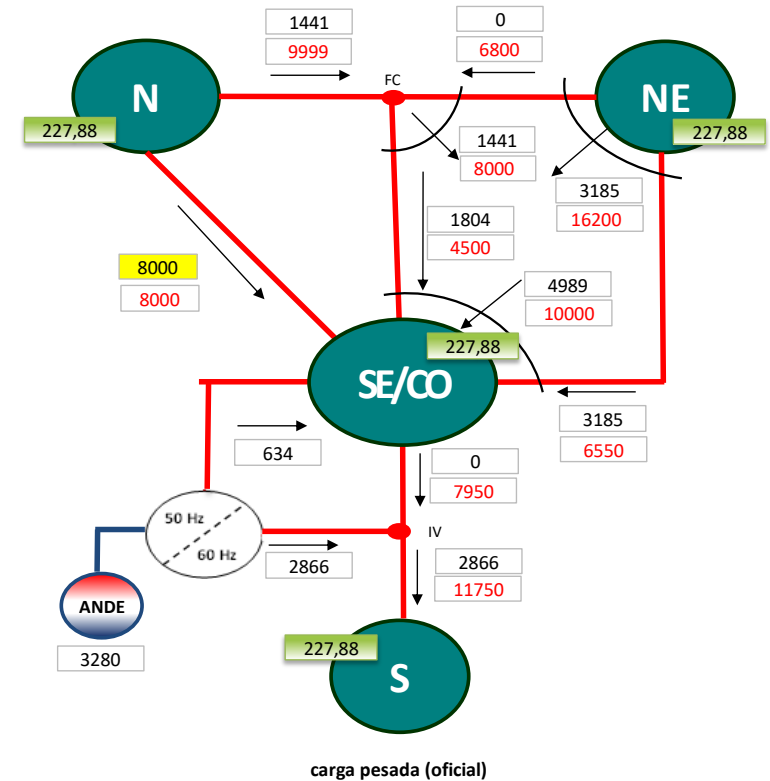 1441
9999
0
6800
FC
N
NE
227,88
227,88
1441
8000
3185
16200
1804
4500
8000
8000
4989
10000
227,88
SE/CO
3185
6550
634
0
7950
50 Hz
60 Hz
IV
2866
2866
11750
ANDE
3280
227,88
S
carga pesada (oficial)